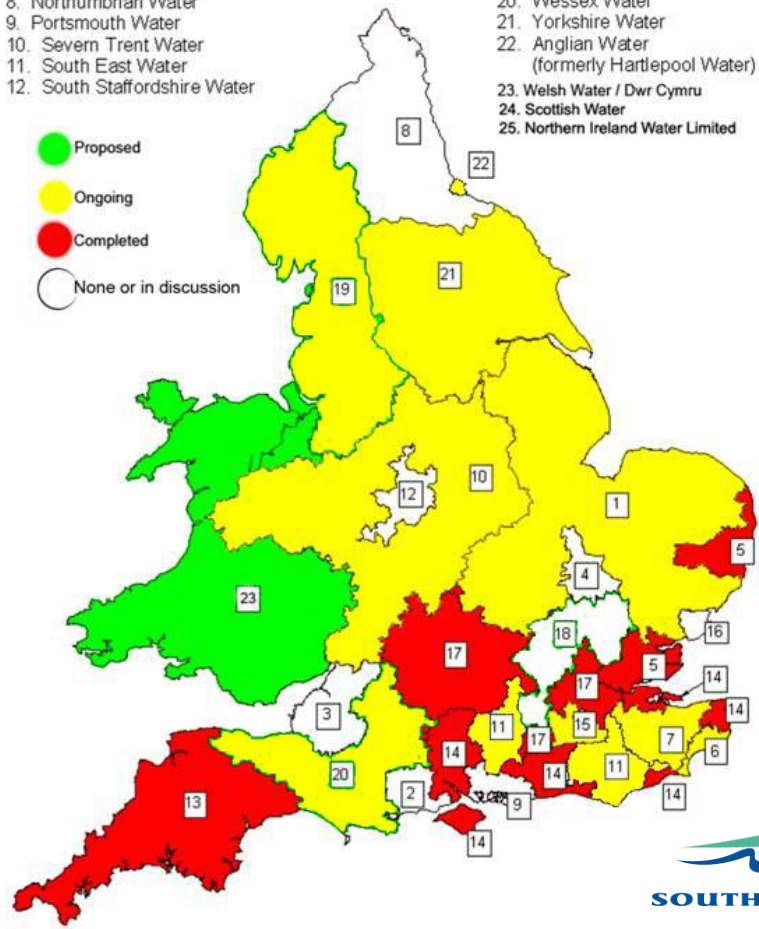 8. Northumbrian Water
9. Portsmouth Water
10. Severn Trent Water
11. South East Water
12. South Staffordshire Water
20. Wessex Water
21. Yorkshire Water
22. Anglian Water
(formerly Hartlepool Water)
23. Welsh Water / Dwr Cymru
24. Scottish Water
25. Northern Ireland Water Limited
Proposed
Ongoing
Completed
None or in discussion
8
22
21
19
10
12
1
5
4
23
18
16
17
5
14
17
3
14
11
15
7
6
17
14
14
11
20
2
13
9
14
14
SOUTH